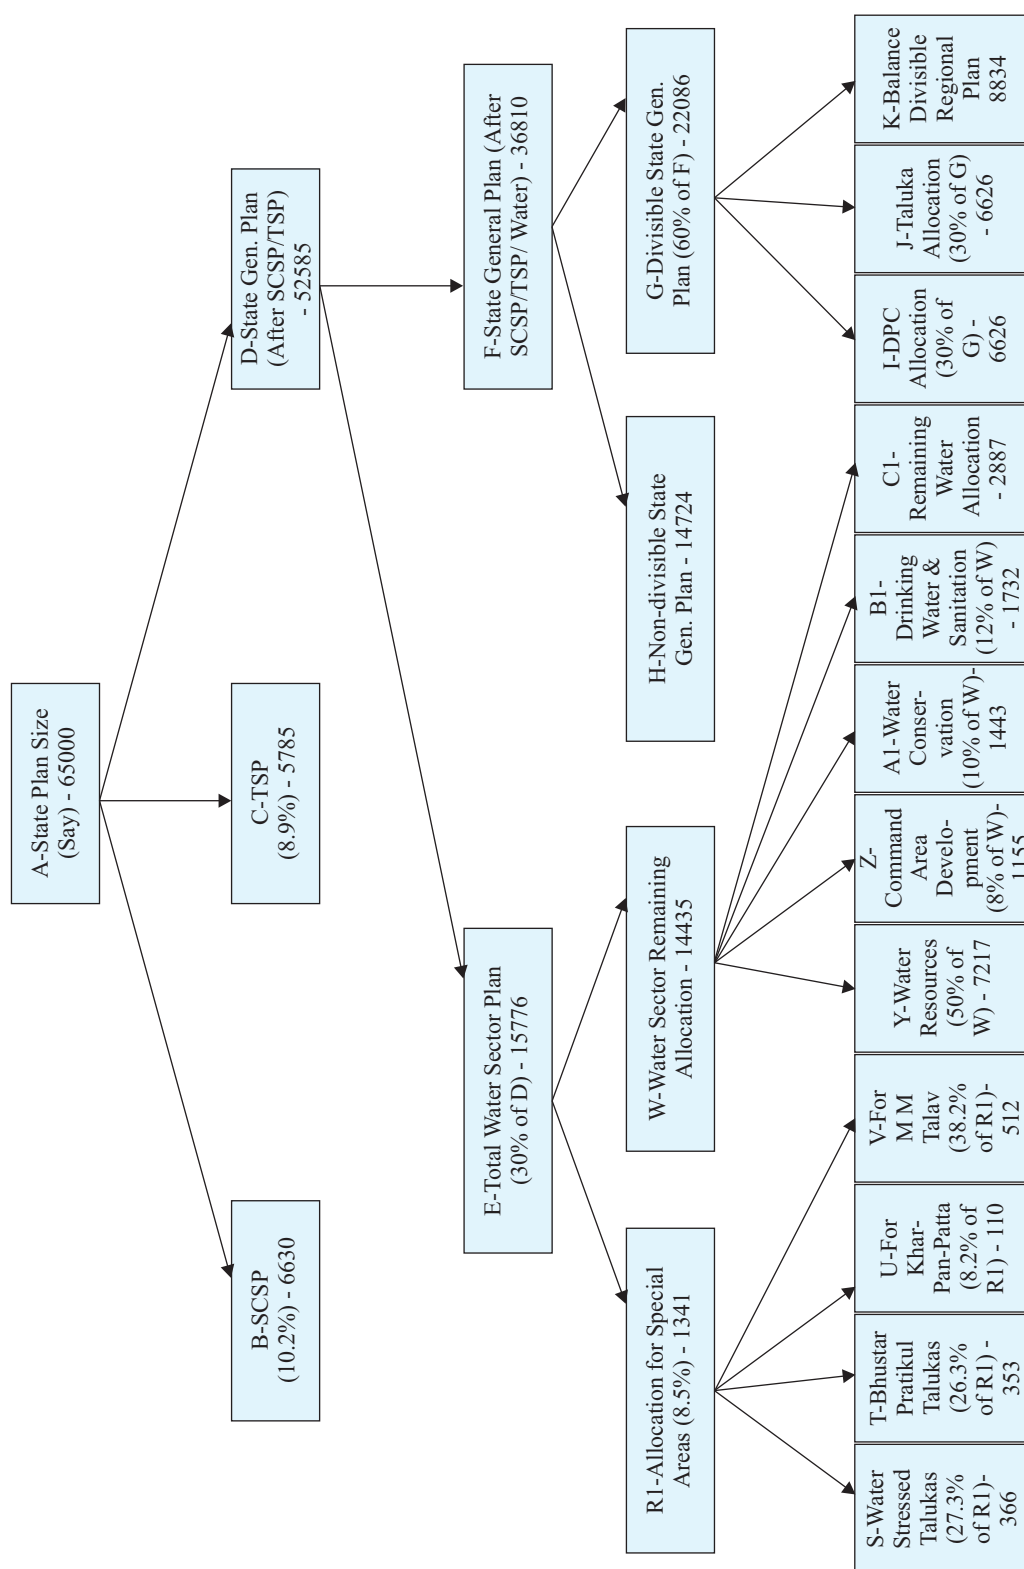 A-State Plan Size
(Say) - 65000
B-SCSP
(10.2%) - 6630
C-TSP
(8.9%) - 5785
D-State Gen. Plan
(After SCSP/TSP)
- 52585
E-Total Water Sector Plan
(30% of D) - 15776
F-State General Plan (After
SCSP/TSP/ Water) - 36810
R1-Allocation for Special
Areas (8.5%) - 1341
W-Water Sector Remaining
Allocation - 14435
H-Non-divisible State
Gen. Plan - 14724
G-Divisible State Gen.
Plan (60% of F) - 22086
S-Water
Stressed
Talukas
(27.3%
of R1)-
366
T-Bhustar
Pratikul
Talukas
(26.3%
of R1) -
353
U-For
Khar-
Pan-Patta
(8.2% of
R1) - 110
V-For
M M
Talav
(38.2%
of R1)-
512
Y-Water
Resources
(50% of
W) - 7217
Z-
Command
Area
Develo-
pment
(8% of W)-
1155
A1-Water
Conser-
vation
(10% of W)-
1443
B1-
Drinking
Water &
Sanitation
(12% of W)
- 1732
C1-
Remaining
Water
Allocation
- 2887
I-DPC
Allocation
(30% of
G) -
6626
J-Taluka
Allocation
(30% of G)
- 6626
K-Balance
Divisible
Regional
Plan
8834